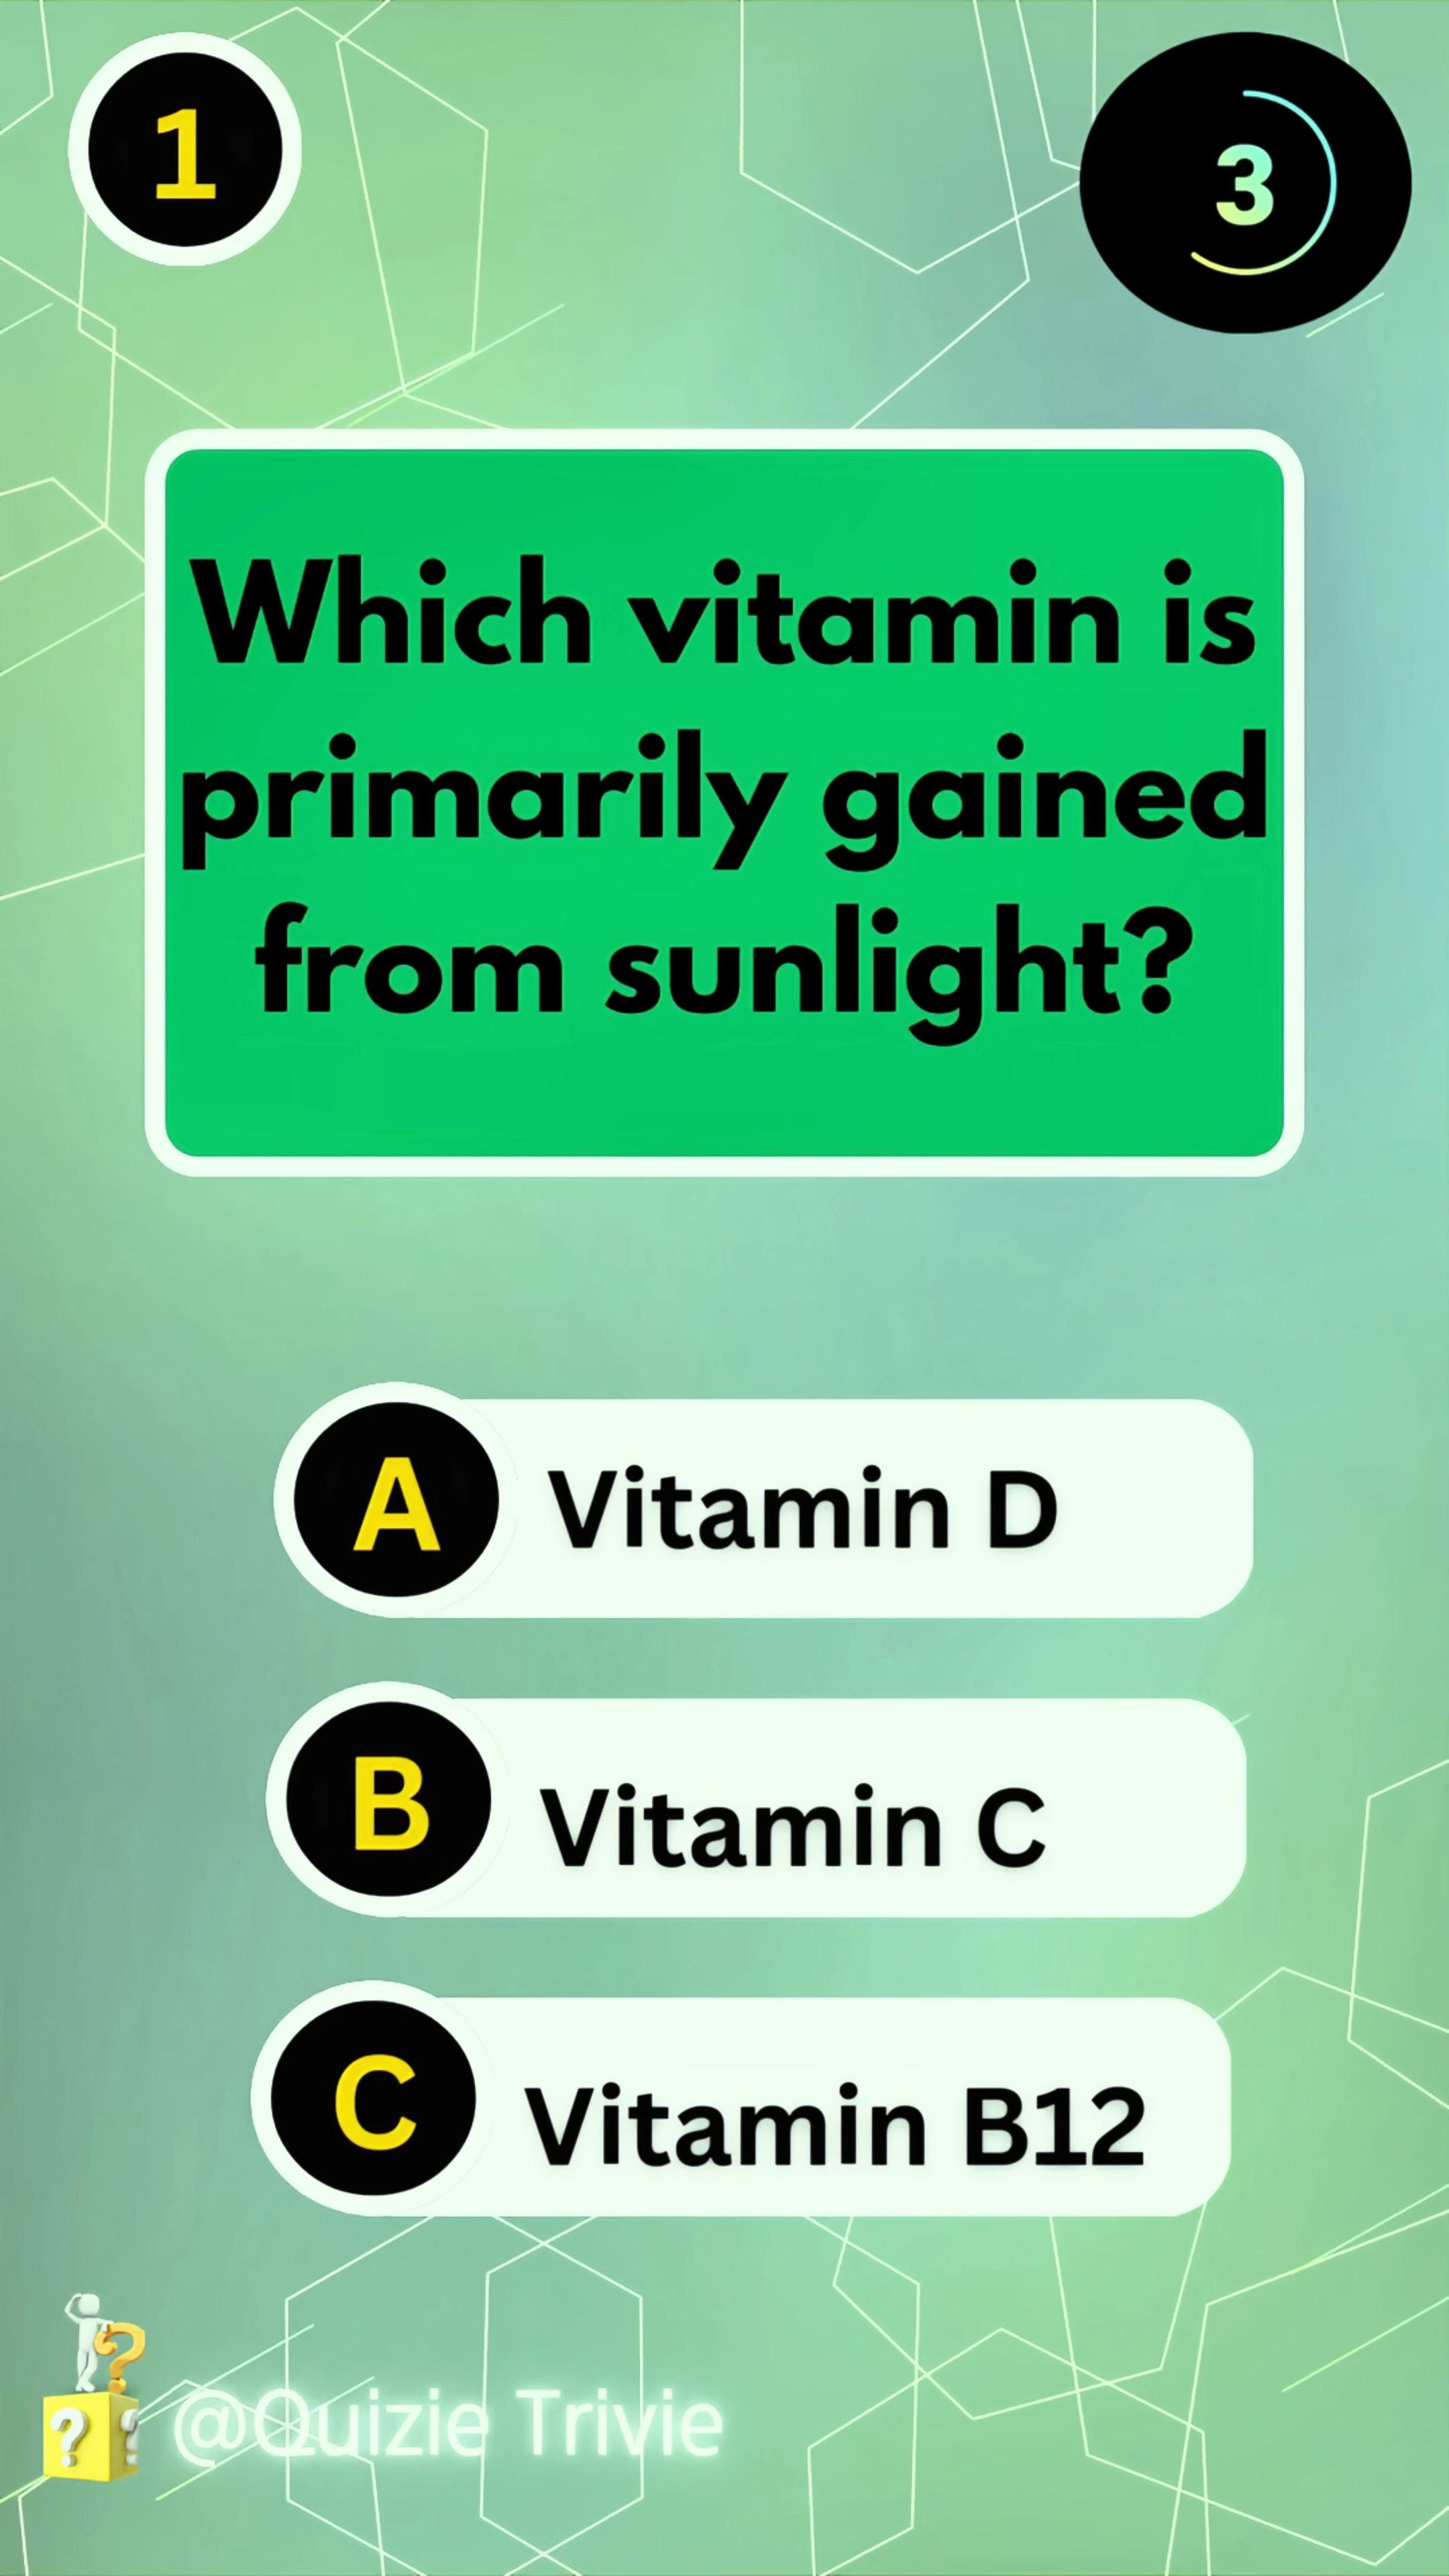 1
3
Which vitamin is
primarily gained
from sunlight?
A Vitamin D
B Vitamin C
C Vitamin B12
? ?
?
@Quizie Trivie